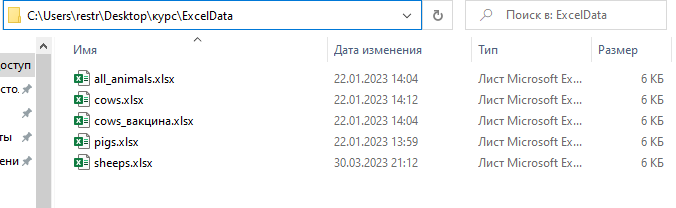 C:\Users\restr\Desktop\курс\ExcelData
Поиск в: ExcelData
Имя Дата изменения Тип Размер
оступ
all_animals.xlsx 22.01.2023 14:04 Лист Microsoft Ex... 6 КБ
сто.
cows.xlsx 22.01.2023 14:12 Лист Microsoft Ex... 6 КБ
cows_вакцина.xlsx 22.01.2023 14:04 Лист Microsoft Ex... 6 КБ
ты
pigs.xlsx 22.01.2023 13:59 Лист Microsoft Ex... 6 КБ
ени
sheeps.xlsx 30.03.2023 21:12 Лист Microsoft Ex... 6 КБ